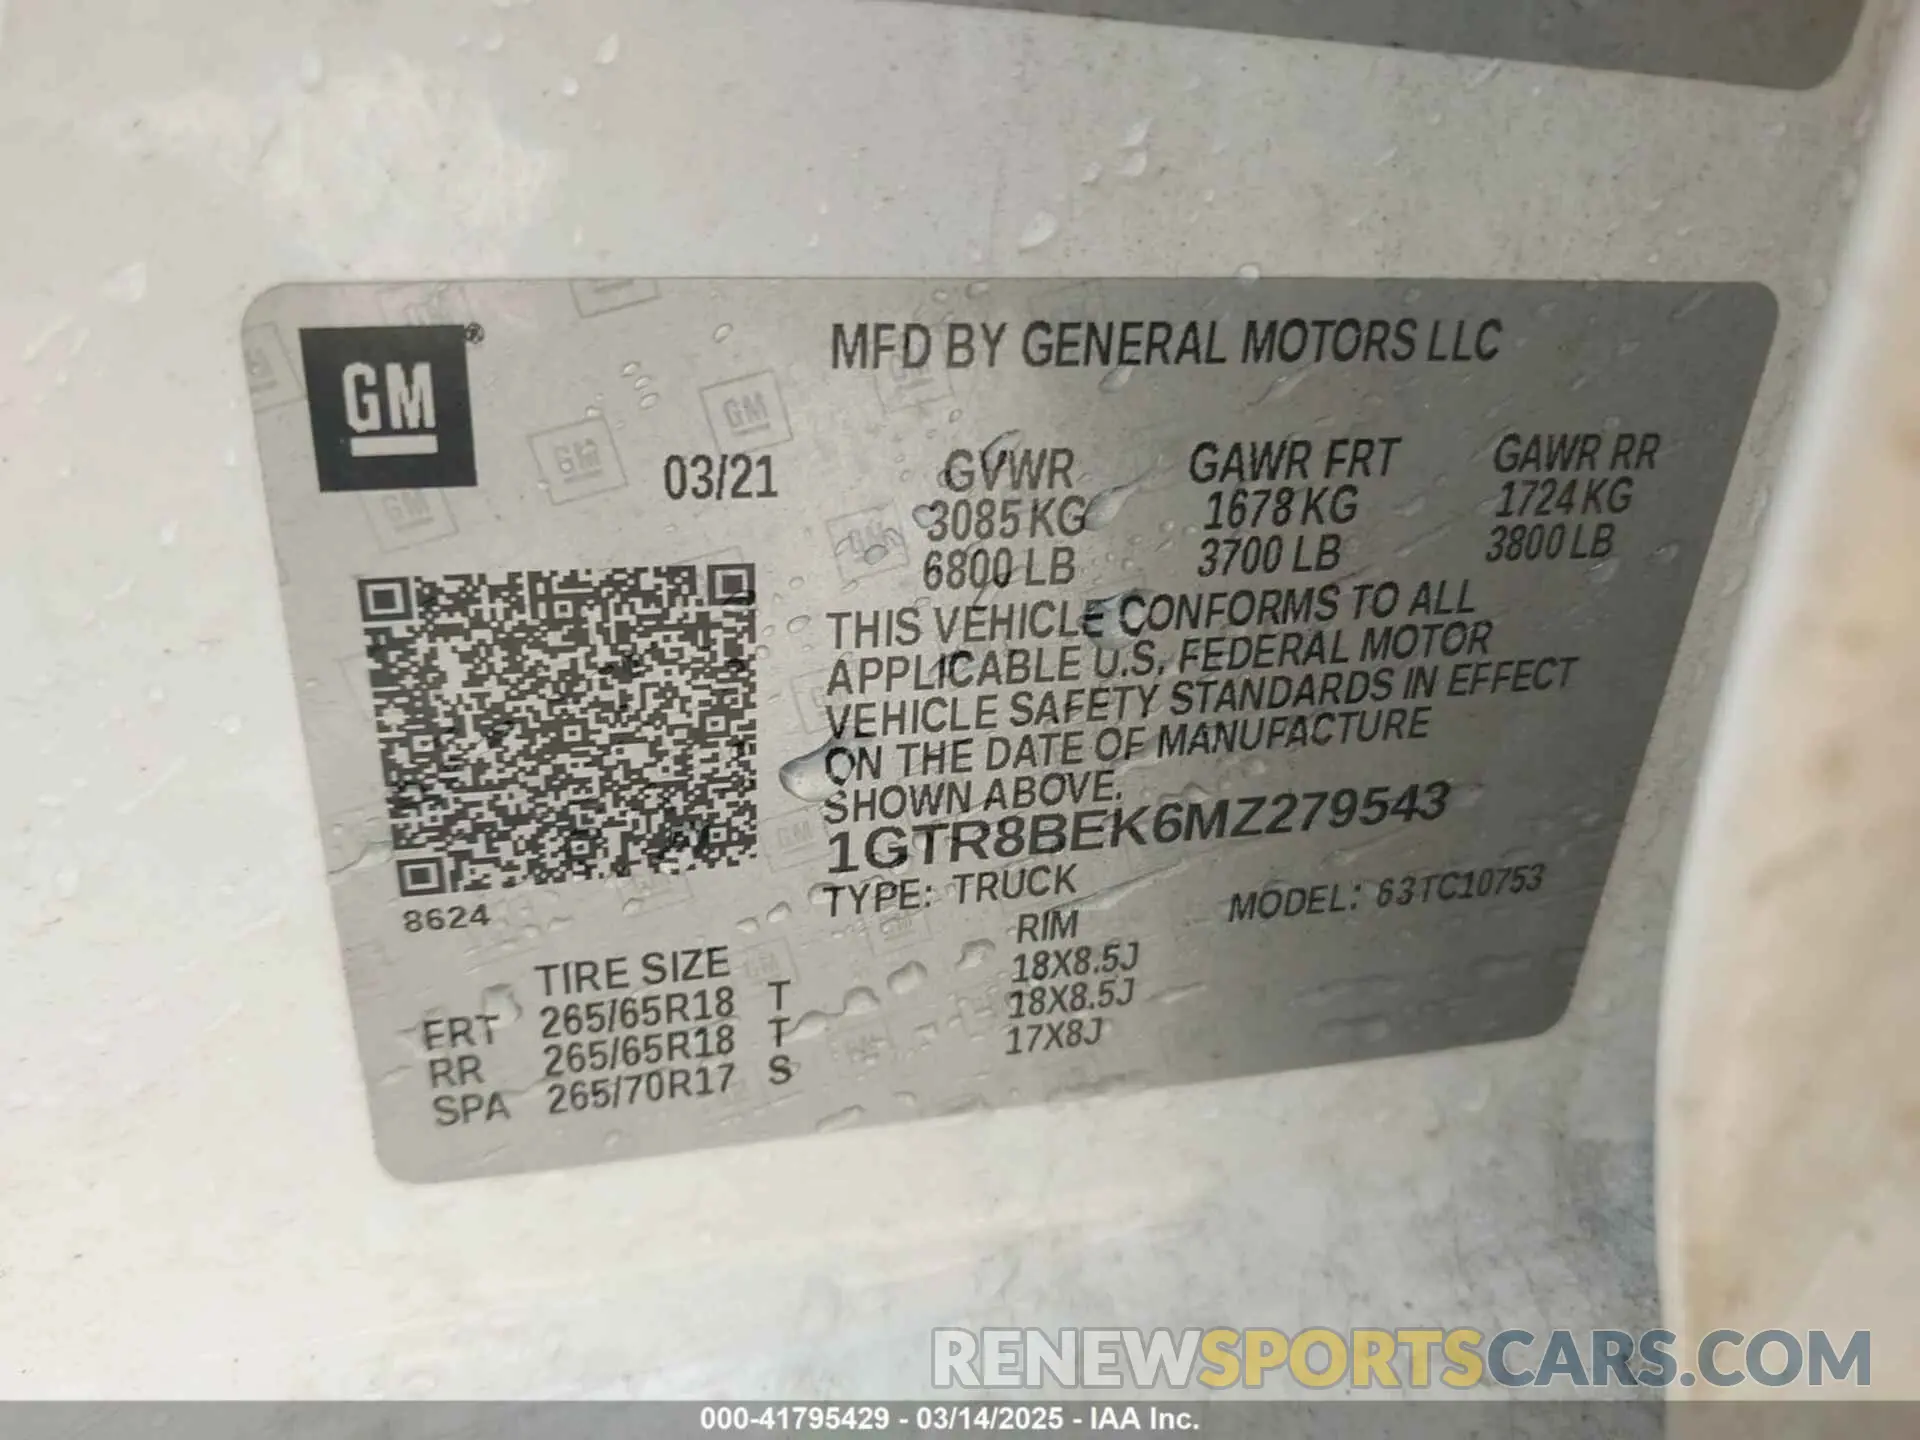 GM®
MFD BY GENERAL MOTORS LLC
03/21
GVWR GAWR FRT GAWR RR
3085 KG 1678 KG 1724 KG
6800 LB 3700 LB 3800 LB
THIS VEHICLE CONFORMS TO ALL
APPLICABLE U.S. FEDERAL MOTOR
VEHICLE SAFETY STANDARDS IN EFFECT
ON THE DATE OF MANUFACTURE
SHOWN ABOVE.
1GTR8BEK6MZ279543
TYPE: TRUCK MODEL: 63TC10753
8624
TIRE SIZE RIM
FRT 265/65R18 T 18X8.5J
RR 265/65R18 T 18X8.5J
SPA 265/70R17 S 17X8J
RENEWSPORTSCARS.COM
000-41795429 - 03/14/2025 - IAA Inc.